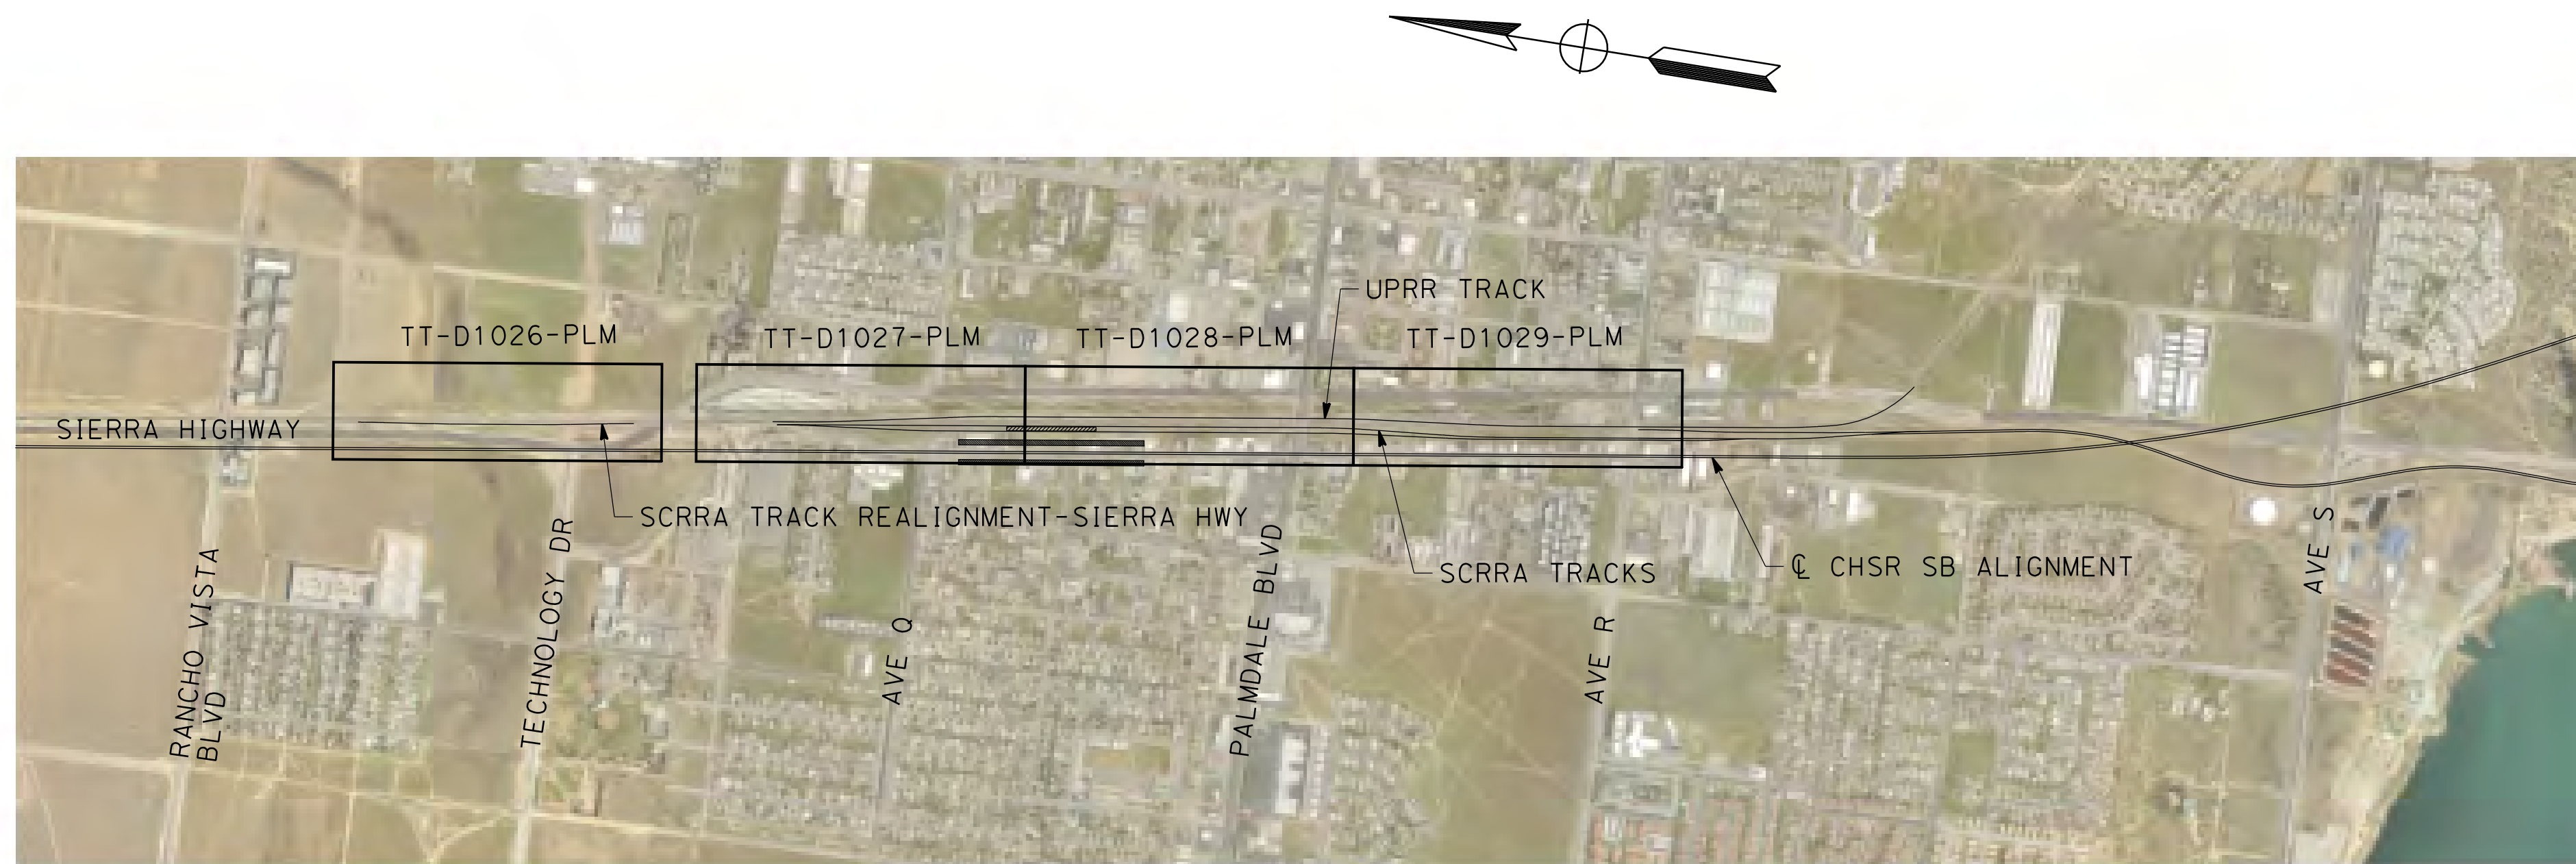 UPRR TRACK
TT-D1026-PLM
TT-D1027-PLM
TT-D1028-PLM
TT-D1029-PLM
SIERRA HIGHWAY
SCRRA TRACK REALIGNMENT-SIERRA HWY
SCRRA TRACKS
℄ CHSR SB ALIGNMENT
RANCHO VISTA
BLVD
TECHNOLOGY DR
AVE Q
PALMDALE BLVD
AVE R
AVE S